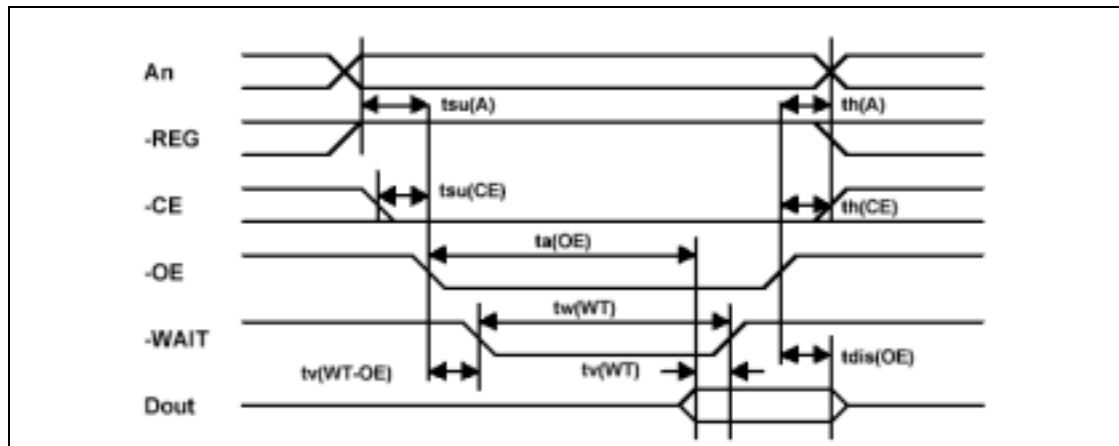 An
tsu(A) th(A)
-REG
tsu(CE)
-CE th(CE)
ta(OE)
-OE
tw(WT)
-WAIT
tv(WT-OE) tv(WT) tdis(OE)
Dout